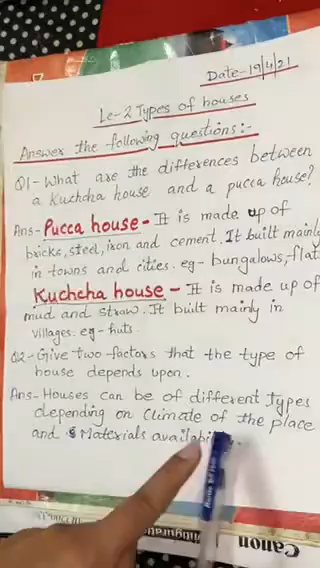 Date-19/4/21
Lc-2 Types of houses
Answer the following questions:-
Q1-What are the differences between
a Kuchcha house and a pucca house?
Ans- Pucca house- It is made up of
bricks, steel, iron and cement. It built mainly
in towns and cities. eg- bungalows, flat
Kuchcha house - It is made up of
mud and straw. It built mainly in
villages. eg- huts.
Q2-Give two factors that the type of
house depends upon.
Ans-Houses can be of different types
depending on Climate of the place
and Materials
Canon